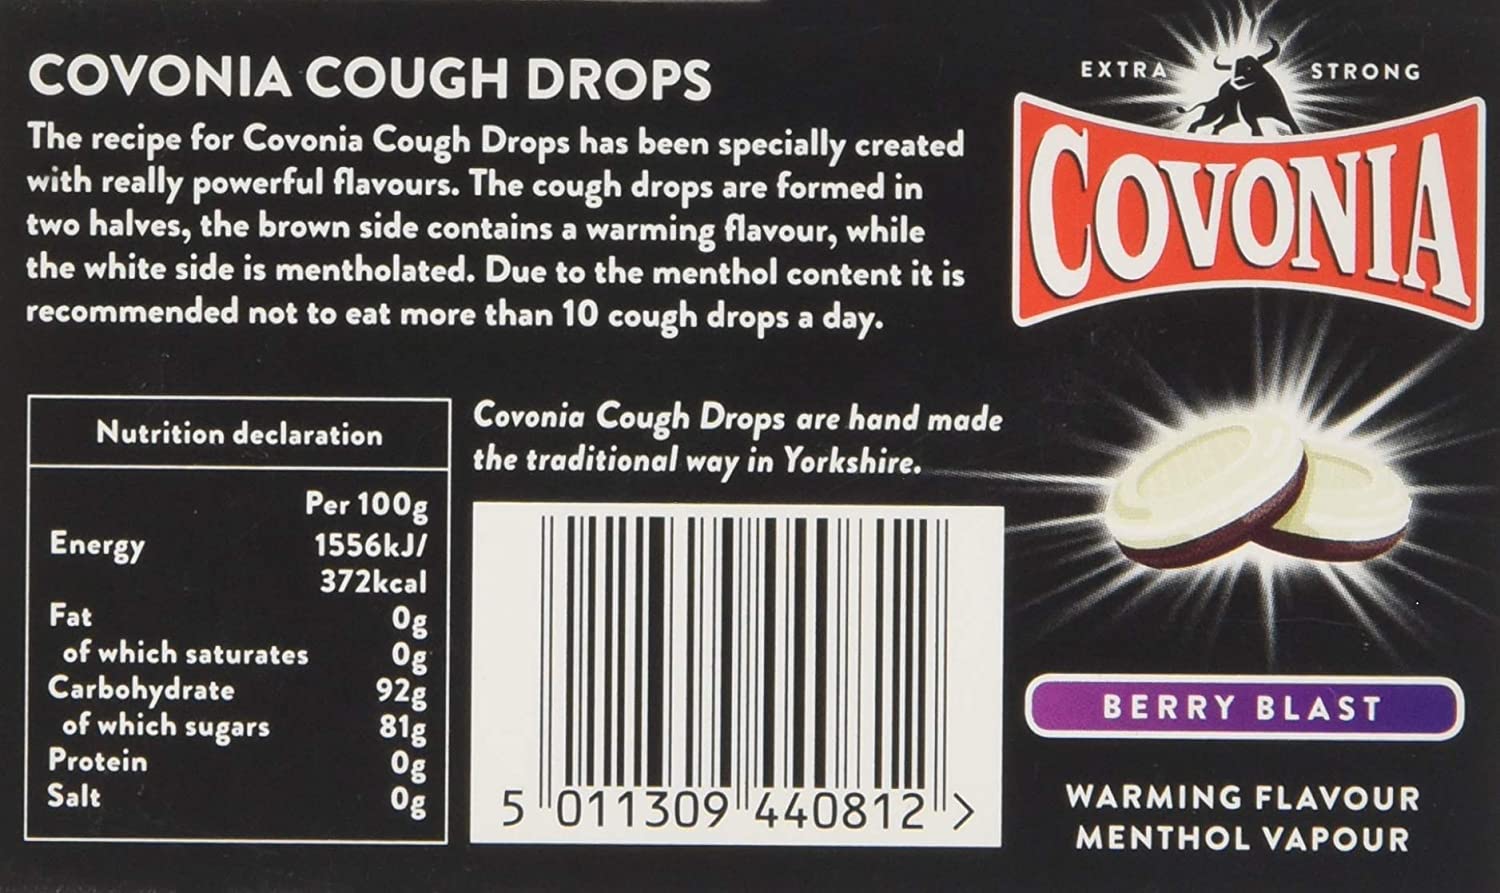 COVONIA COUGH DROPS
The recipe for Covonia Cough Drops has been specially created
with really powerful flavours. The cough drops are formed in
two halves, the brown side contains a warming flavour, while
the white side is mentholated. Due to the menthol content it is
recommended not to eat more than 10 cough drops a day.
Nutrition declaration
Per 100g
Energy 1556kJ/
372kcal
Fat 0g
of which saturates 0g
Carbohydrate 92g
of which sugars 81g
Protein 0g
Salt 0g
Covonia Cough Drops are hand made
the traditional way in Yorkshire.
5 011309 440812 >
EXTRA STRONG
COVONIA
BERRY BLAST
WARMING FLAVOUR
MENTHOL VAPOUR